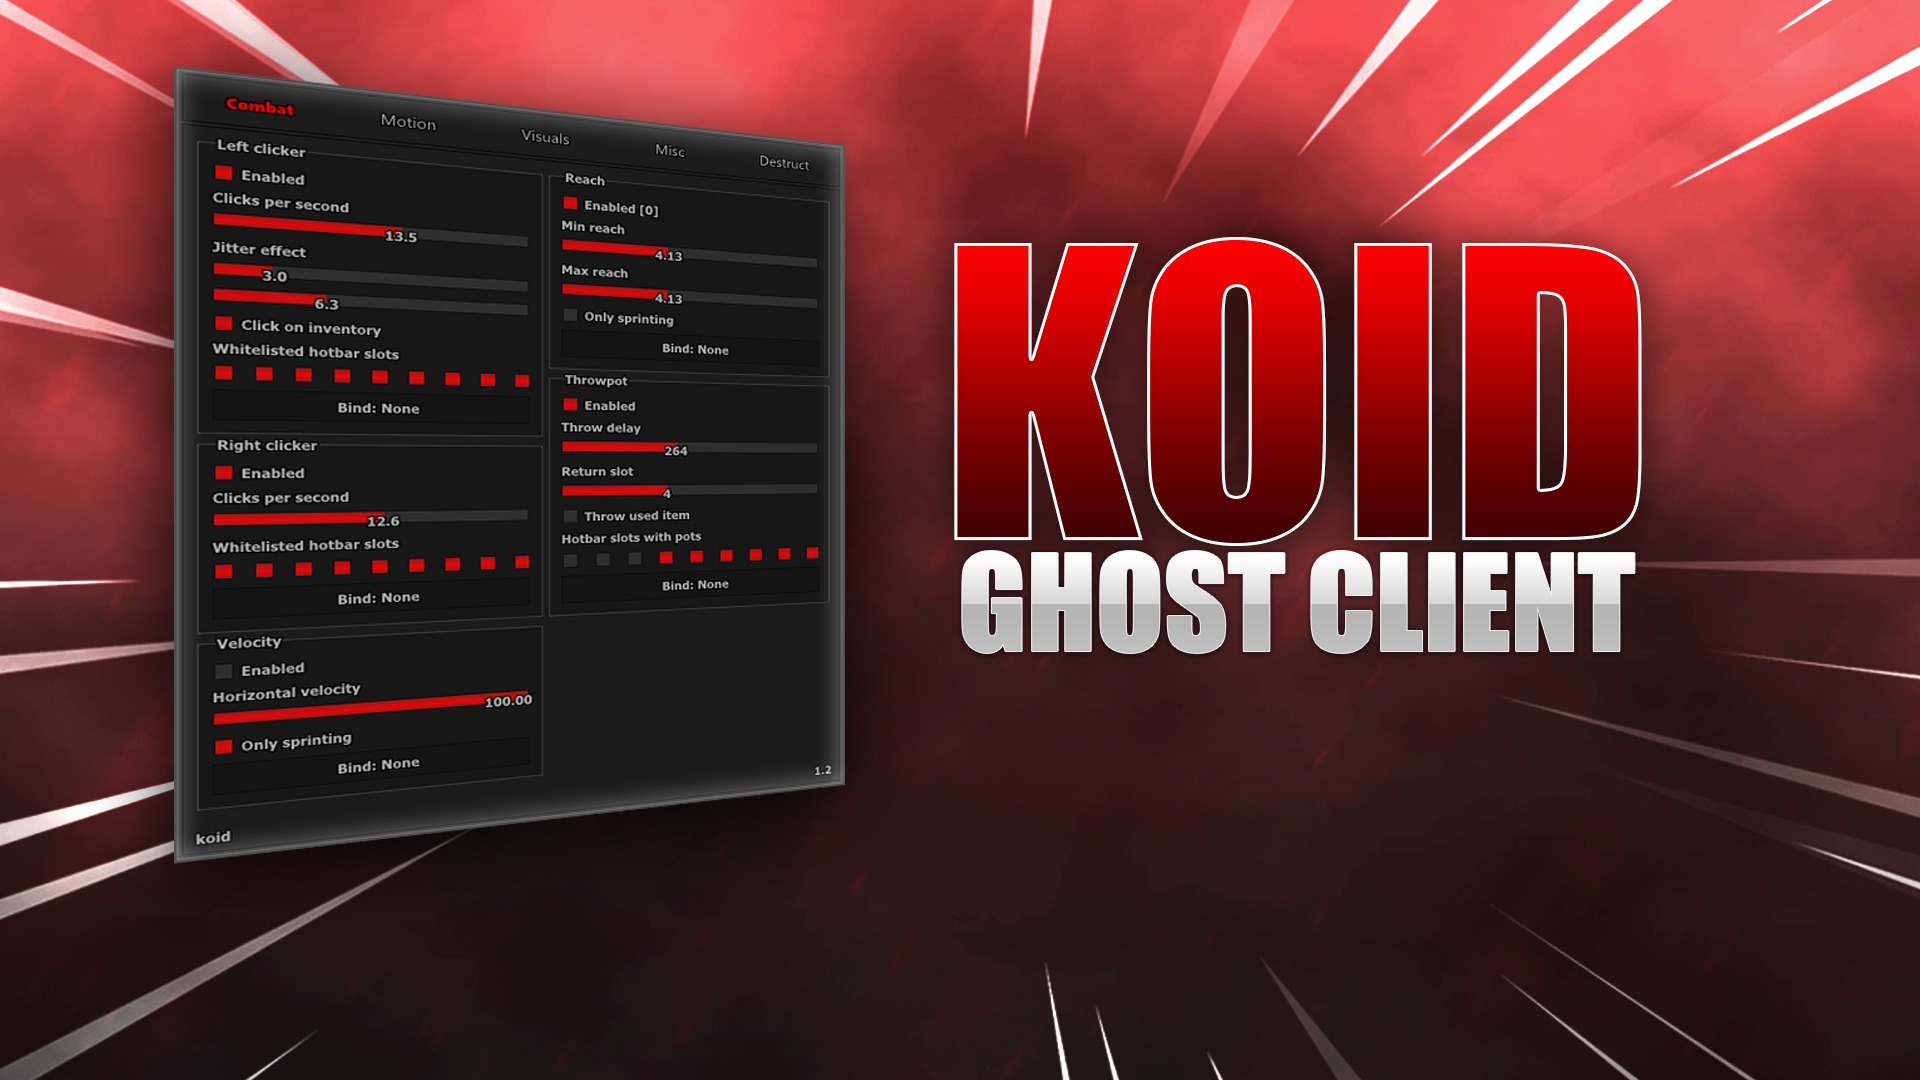 Combat
Motion
Visuals
Misc
Destruct
Left clicker
Enabled
Clicks per second
13.5
Jitter effect
3.0
6.3
Click on inventory
Whitelisted hotbar slots
Bind: None
Right clicker
Enabled
Clicks per second
12.6
Whitelisted hotbar slots
Bind: None
Velocity
Enabled
Horizontal velocity
100.00
Only sprinting
Bind: None
Reach
Enabled [0]
Min reach
4.13
Max reach
4.13
Only sprinting
Bind: None
Throwpot
Enabled
Throw delay
264
Return slot
4
Throw used item
Hotbar slots with pots
Bind: None
1.2
koid
KOID
GHOST CLIENT